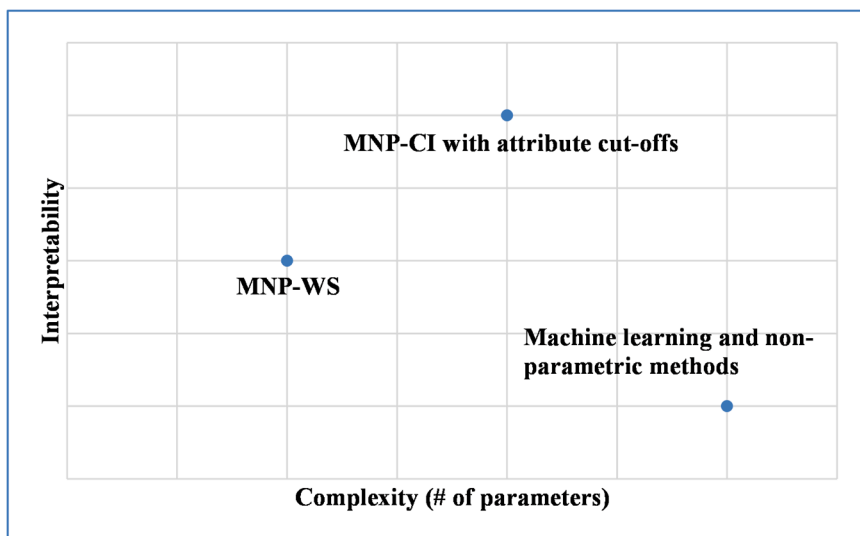 MNP-CI with attribute cut-offs
Interpretability
MNP-WS
Machine learning and non-
parametric methods
Complexity (# of parameters)